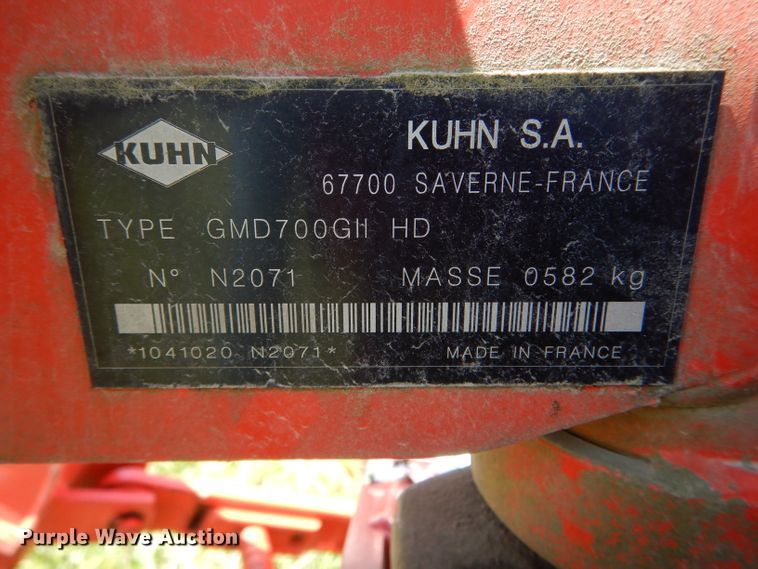 KUHN
KUHN S.A.
67700 SAVERNE-FRANCE
TYPE GMD700GII HD
N° N2071 MASSE 0582 kg
*1041020 N2071* MADE IN FRANCE
Purple Wave Auction